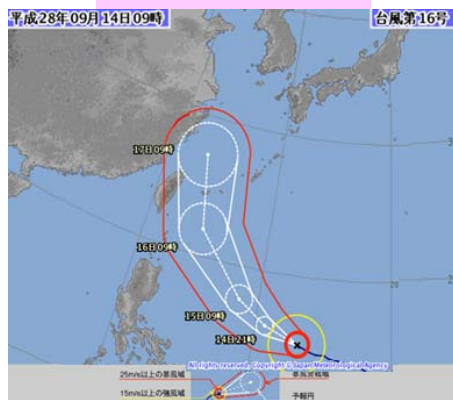 平成28年09月14日09時
台風第16号
17日09時
16日09時
15日09時
14日21時
20
All rights reserved. Copyright © Japan Meteorological Agency
25m/s以上の暴風域
暴風警戒域
15m/s以上の強風域
予報円